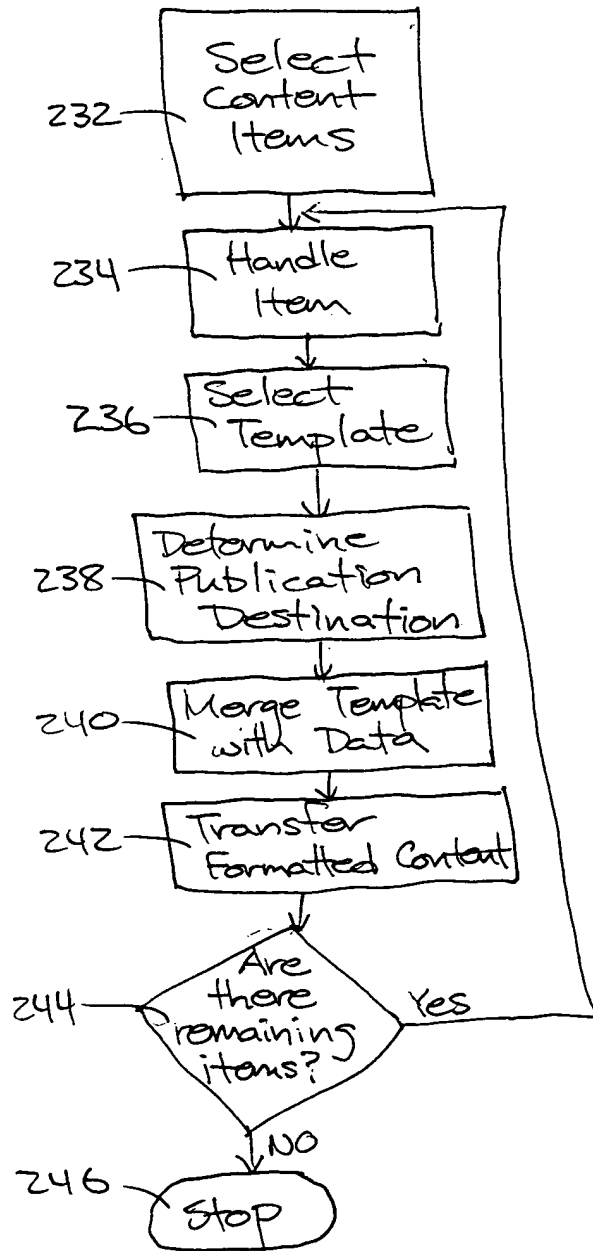 Select
Content
Items
232
Handle
Item
234
Select
Template
236
Determine
Publication
Destination
238
Merge Template
with Data
240
Transfer
Formatted Content
242
Are
there
remaining
items?
244
Yes
NO
Stop
246